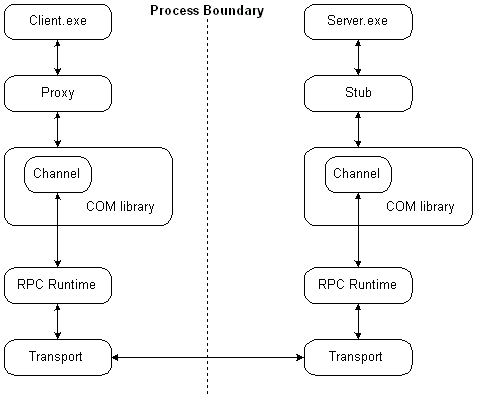 Process Boundary
Client.exe
Server.exe
Proxy
Stub
Channel
COM library
Channel
COM library
RPC Runtime
RPC Runtime
Transport
Transport